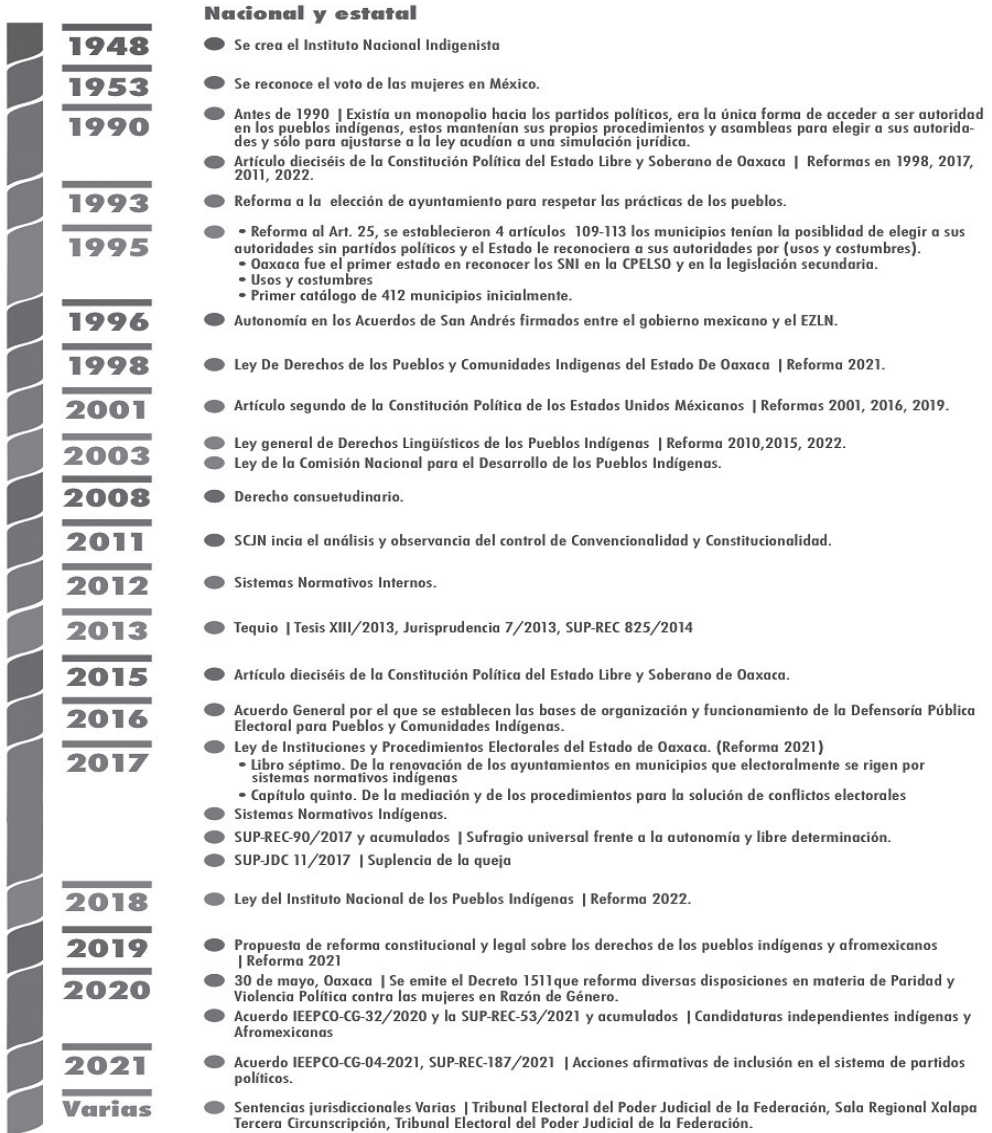 Nacional y estatal
1948
Se crea el Instituto Nacional Indigenista
1953
Se reconoce el voto de las mujeres en México.
1990
Antes de 1990 | Existía un monopolio hacia los partidos políticos, era la única forma de acceder a ser autoridad
en los pueblos indígenas, estos mantenían sus propios procedimientos y asambleas para elegir a sus autorida-
des y sólo para ajustarse a la ley acudían a una simulación jurídica.
Artículo dieciséis de la Constitución Política del Estado Libre y Soberano de Oaxaca | Reformas en 1998, 2017,
2011, 2022.
1993
Reforma a la elección de ayuntamiento para respetar las prácticas de los pueblos.
1995
• Reforma al Art. 25, se establecieron 4 artículos 109-113 los municipios tenían la posiblidad de elegir a sus
autoridades sin partídos políticos y el Estado le reconociera a sus autoridades por (usos y costumbres).
• Oaxaca fue el primer estado en reconocer los SNI en la CPELSO y en la legislación secundaria.
• Usos y costumbres
• Primer catálogo de 412 municipios inicialmente.
1996
Autonomía en los Acuerdos de San Andrés firmados entre el gobierno mexicano y el EZLN.
1998
Ley De Derechos de los Pueblos y Comunidades Indigenas del Estado De Oaxaca | Reforma 2021.
2001
Artículo segundo de la Constitución Política de los Estados Unidos Méxicanos | Reformas 2001, 2016, 2019.
2003
Ley general de Derechos Lingüísticos de los Pueblos Indígenas | Reforma 2010,2015, 2022.
Ley de la Comisión Nacional para el Desarrollo de los Pueblos Indígenas.
2008
Derecho consuetudinario.
2011
SCJN incia el análisis y observancia del control de Convencionalidad y Constitucionalidad.
2012
Sistemas Normativos Internos.
2013
Tequio | Tesis XIII/2013, Jurisprudencia 7/2013, SUP-REC 825/2014
2015
Artículo dieciséis de la Constitución Política del Estado Libre y Soberano de Oaxaca.
2016
Acuerdo General por el que se establecen las bases de organización y funcionamiento de la Defensoría Pública
Electoral para Pueblos y Comunidades Indígenas.
2017
Ley de Instituciones y Procedimientos Electorales del Estado de Oaxaca. (Reforma 2021)
• Libro séptimo. De la renovación de los ayuntamientos en municipios que electoralmente se rigen por
sistemas normativos indígenas
• Capítulo quinto. De la mediación y de los procedimientos para la solución de conflictos electorales
Sistemas Normativos Indígenas.
SUP-REC-90/2017 y acumulados | Sufragio universal frente a la autonomía y libre determinación.
SUP-JDC 11/2017 | Suplencia de la queja
2018
Ley del Instituto Nacional de los Pueblos Indígenas | Reforma 2022.
2019
Propuesta de reforma constitucional y legal sobre los derechos de los pueblos indígenas y afromexicanos
| Reforma 2021
2020
30 de mayo, Oaxaca | Se emite el Decreto 1511que reforma diversas disposiciones en materia de Paridad y
Violencia Política contra las mujeres en Razón de Género.
Acuerdo IEEPCO-CG-32/2020 y la SUP-REC-53/2021 y acumulados | Candidaturas independientes indígenas y
Afromexicanas
2021
Acuerdo IEEPCO-CG-04-2021, SUP-REC-187/2021 | Acciones afirmativas de inclusión en el sistema de partidos
políticos.
Varias
Sentencias jurisdiccionales Varias | Tribunal Electoral del Poder Judicial de la Federación, Sala Regional Xalapa
Tercera Circunscripción, Tribunal Electoral del Poder Judicial de la Federación.